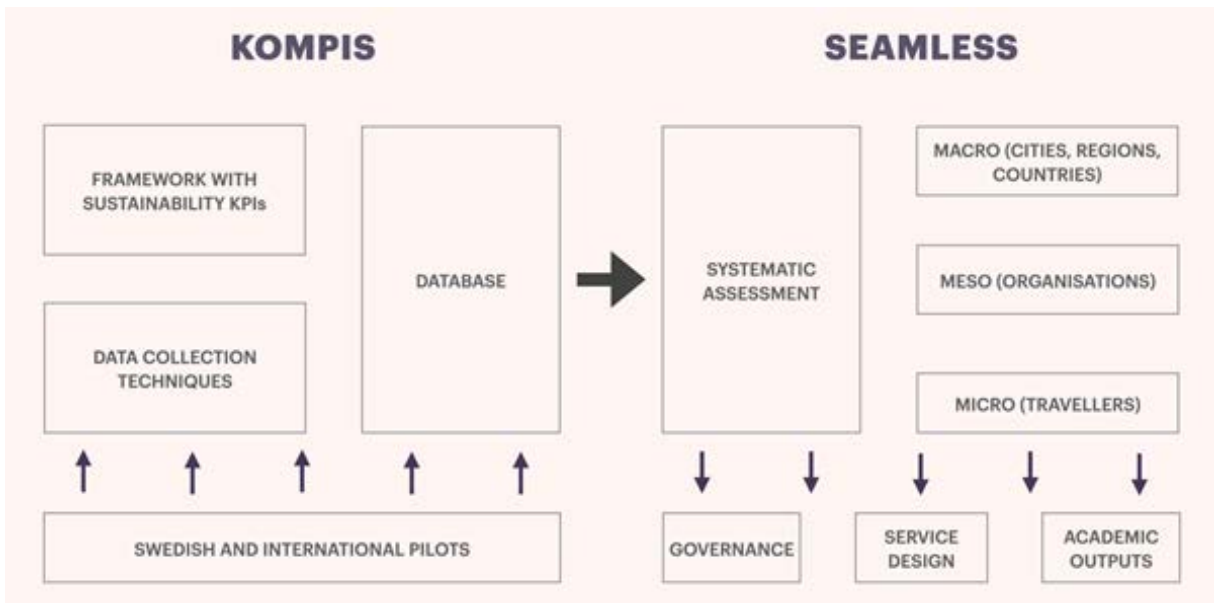 KOMPIS
FRAMEWORK WITH
SUSTAINABILITY KPIs
DATA COLLECTION
TECHNIQUES
DATABASE
SWEDISH AND INTERNATIONAL PILOTS
SEAMLESS
SYSTEMATIC
ASSESSMENT
MACRO (CITIES, REGIONS,
COUNTRIES)
MESO (ORGANISATIONS)
MICRO (TRAVELLERS)
GOVERNANCE
SERVICE
DESIGN
ACADEMIC
OUTPUTS